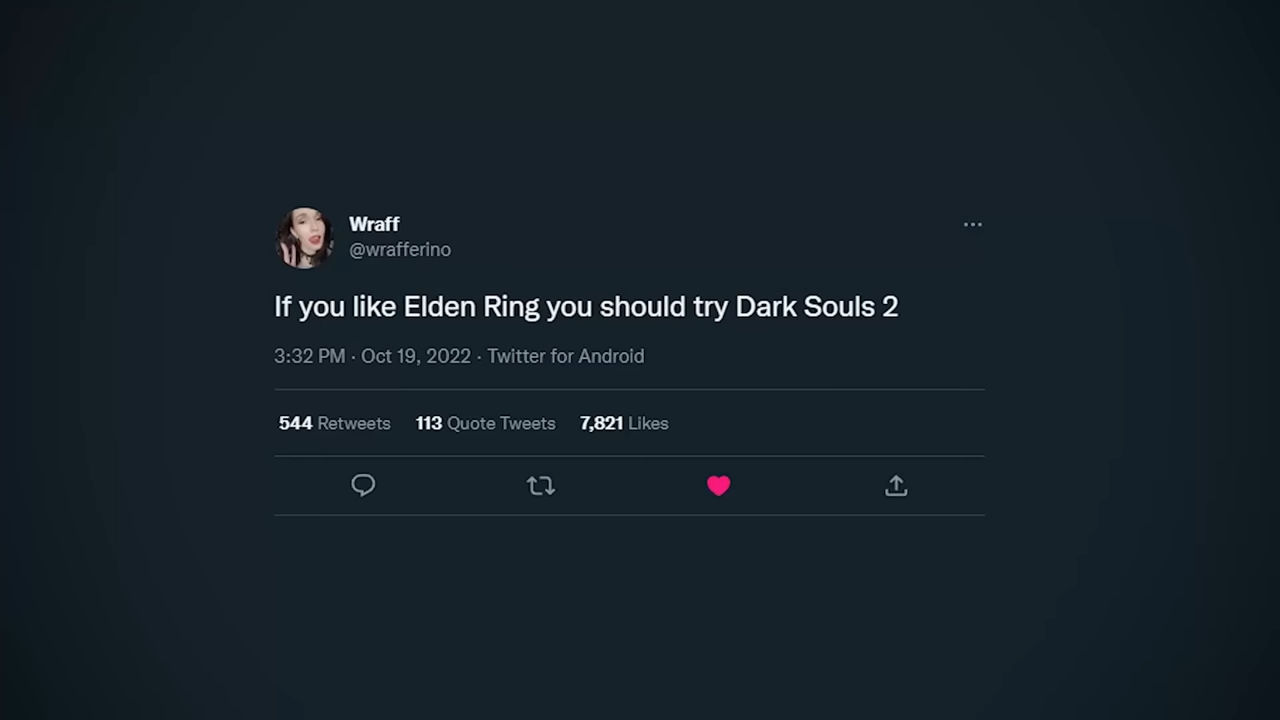 Wraff
@wrafferino
If you like Elden Ring you should try Dark Souls 2
3:32 PM · Oct 19, 2022 · Twitter for Android
544 Retweets 113 Quote Tweets 7,821 Likes